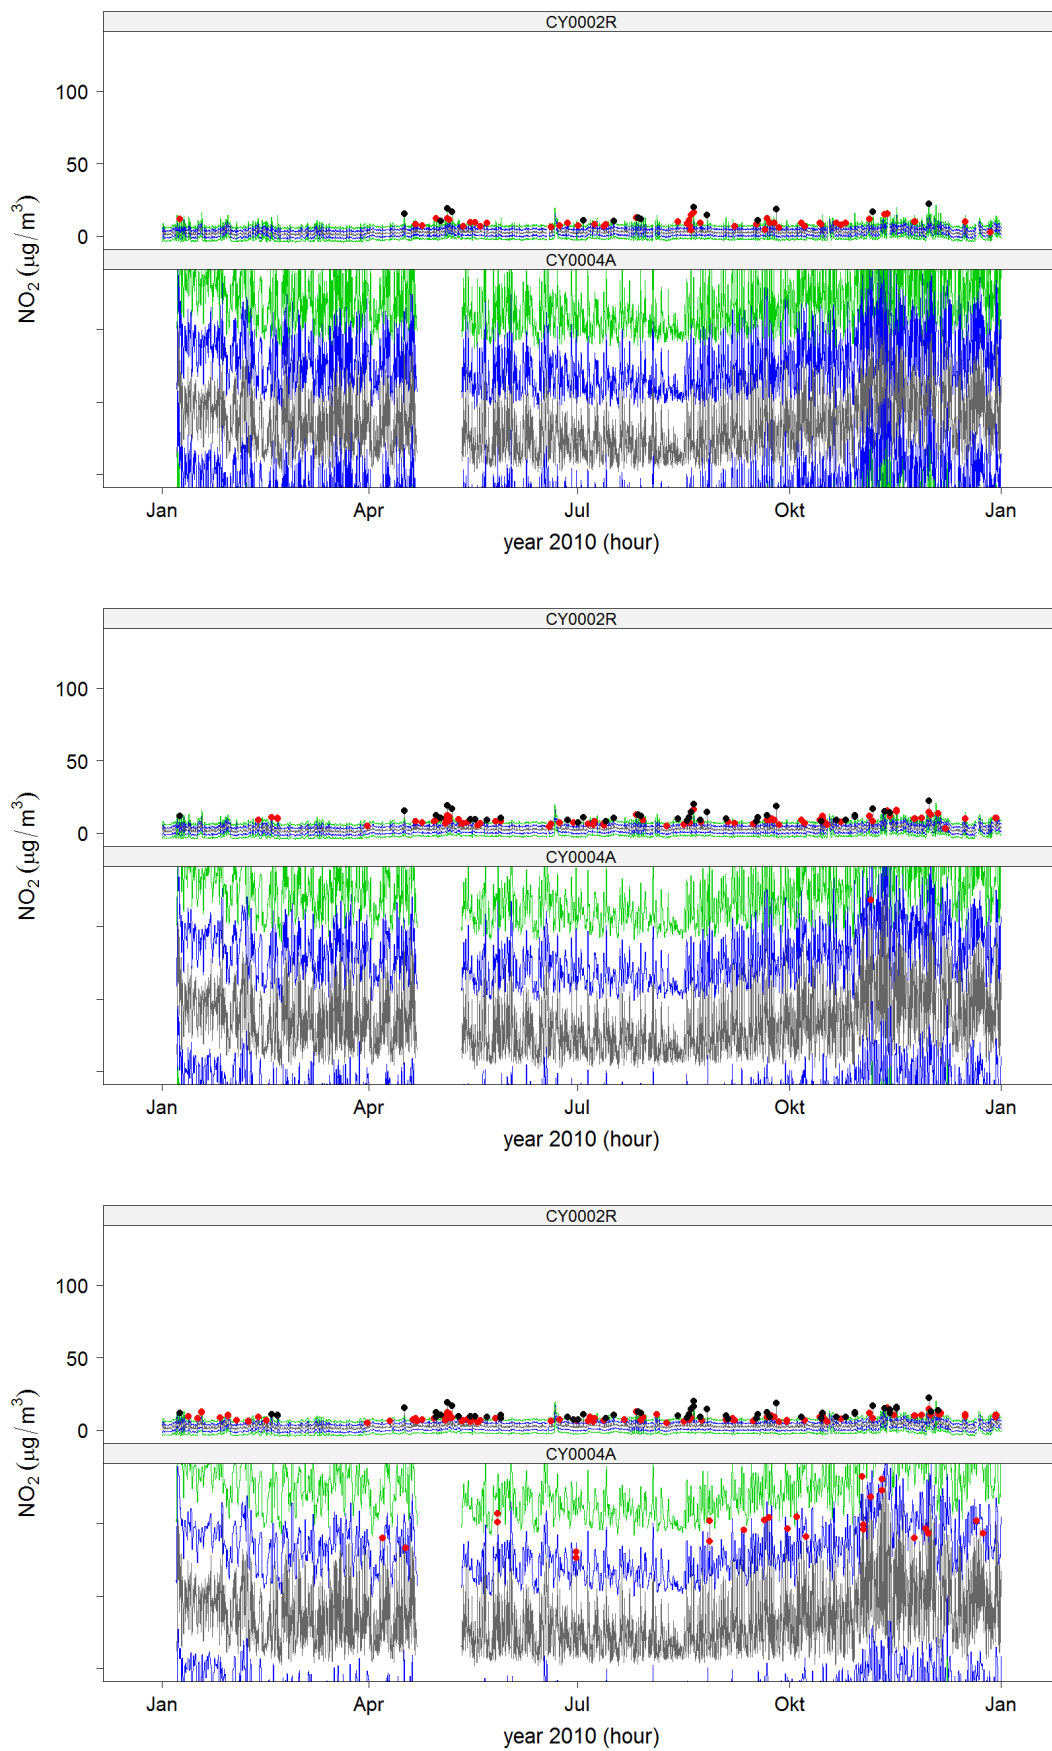 CY0002R
100
50
0
CY0004A
NO₂ (µg/m³)
Jan Apr Jul Okt Jan
year 2010 (hour)
CY0002R
100
50
0
CY0004A
NO₂ (µg/m³)
Jan Apr Jul Okt Jan
year 2010 (hour)
CY0002R
100
50
0
CY0004A
NO₂ (µg/m³)
Jan Apr Jul Okt Jan
year 2010 (hour)